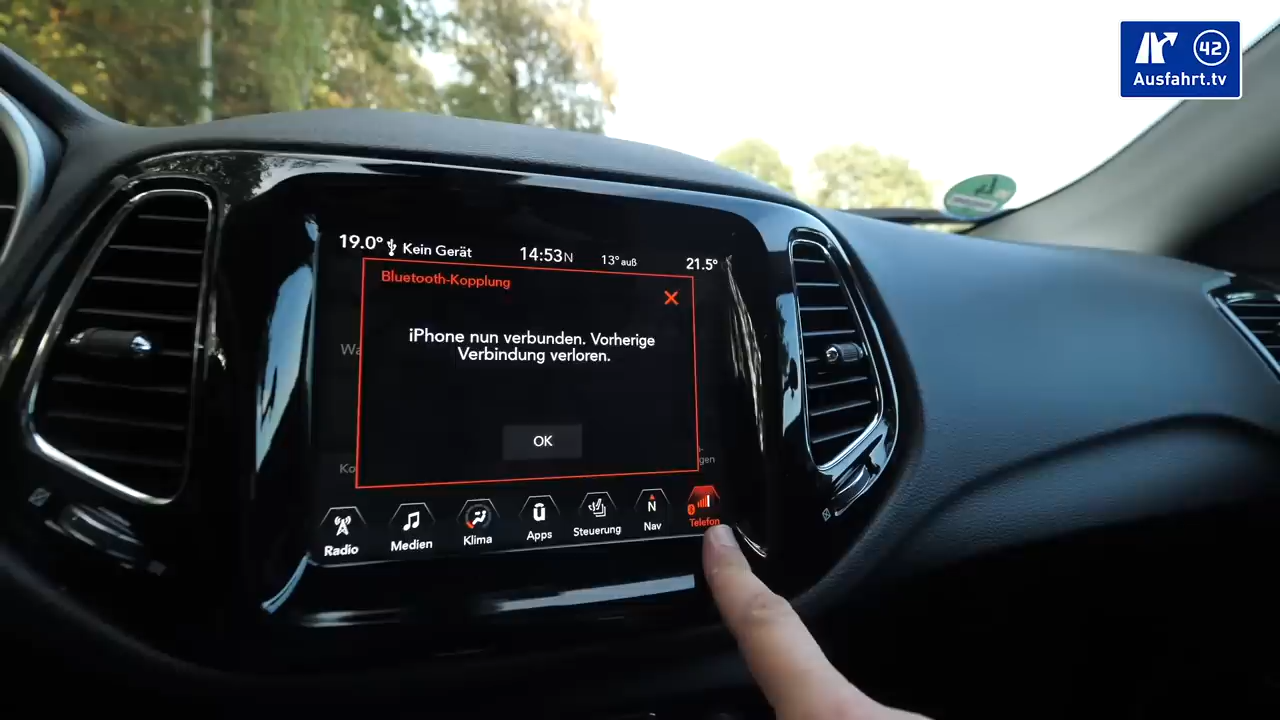 42
Ausfahrt.tv
19.0° Kein Gerät 14:53 N 13° auß 21.5°
Bluetooth-Kopplung
iPhone nun verbunden. Vorherige
Verbindung verloren.
OK
Radio Medien Klima Apps Steuerung N Nav Telefon